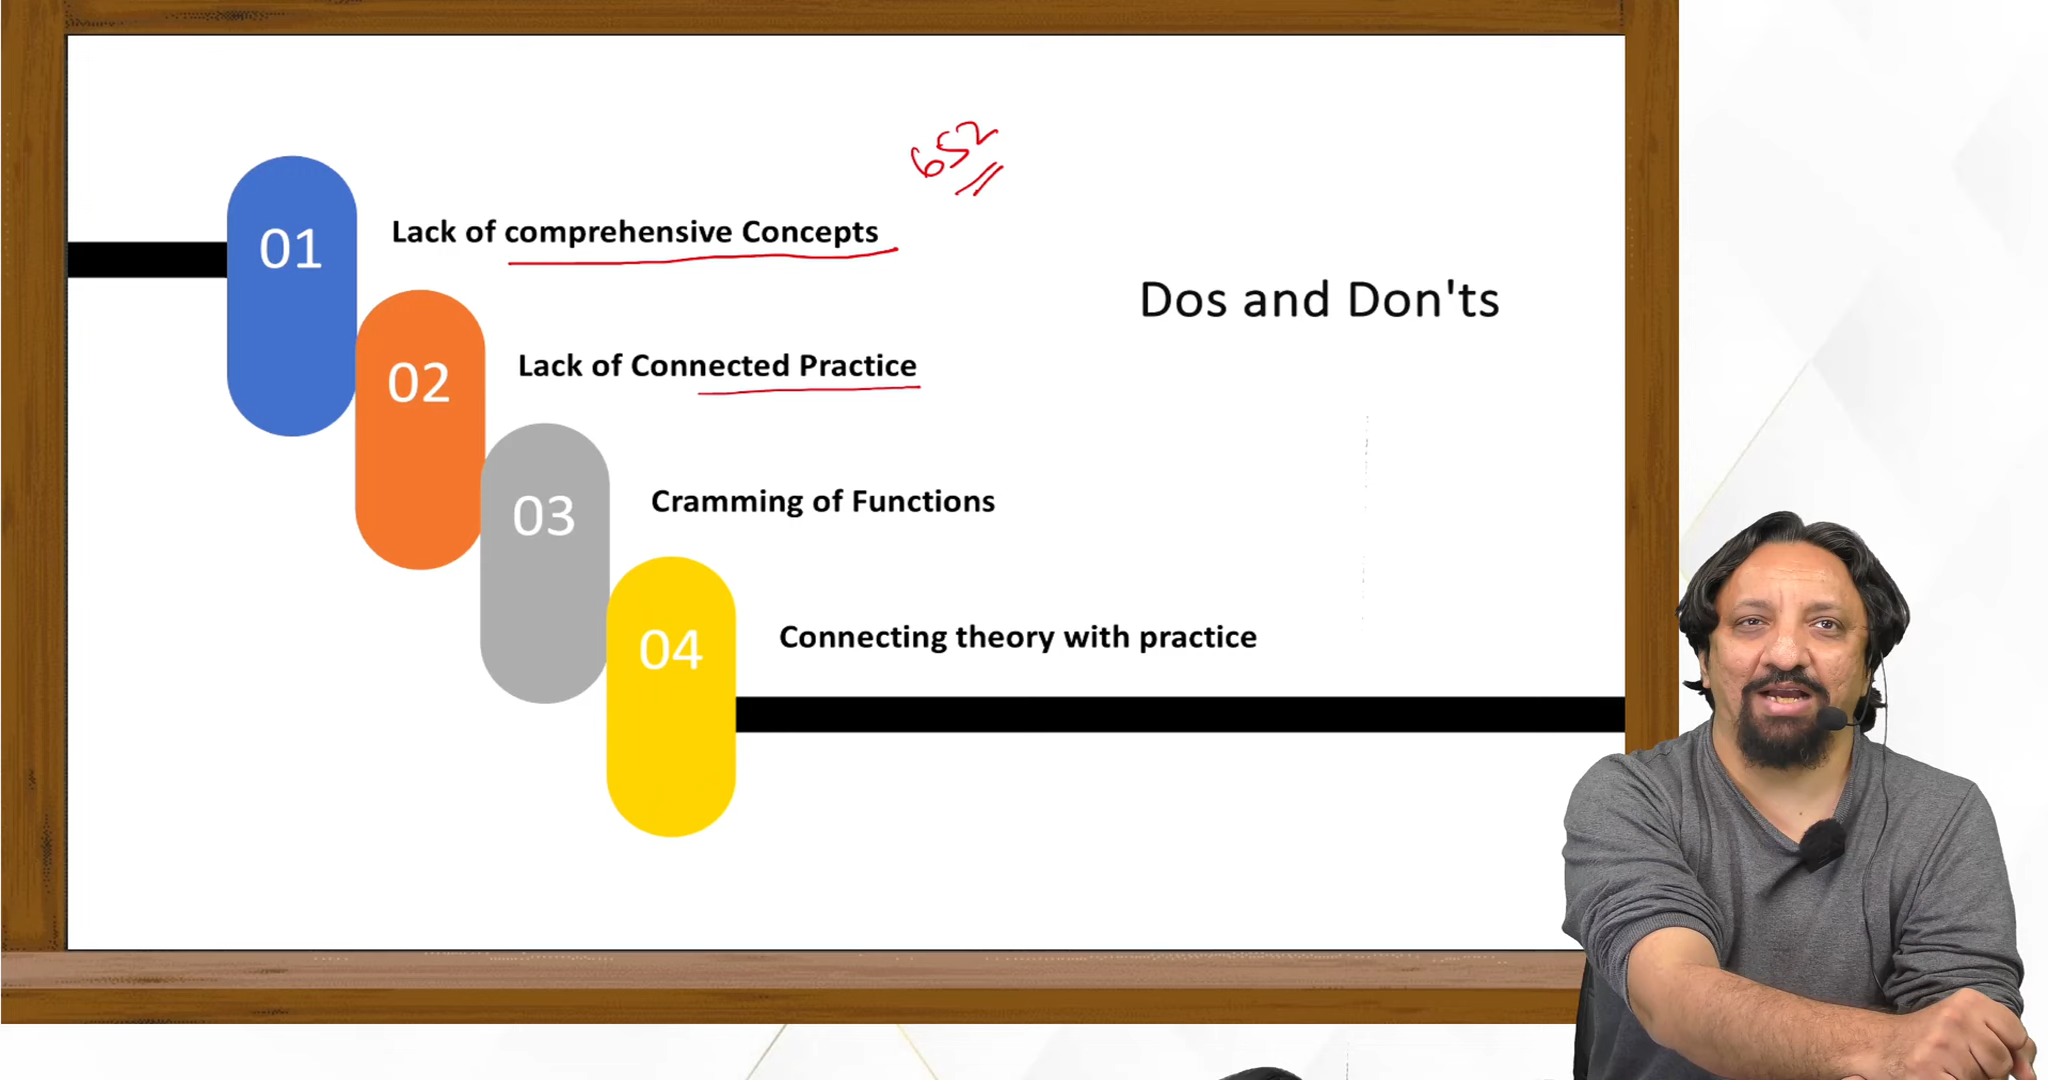 652
01
Lack of comprehensive Concepts
Dos and Don'ts
02
Lack of Connected Practice
03
Cramming of Functions
04
Connecting theory with practice